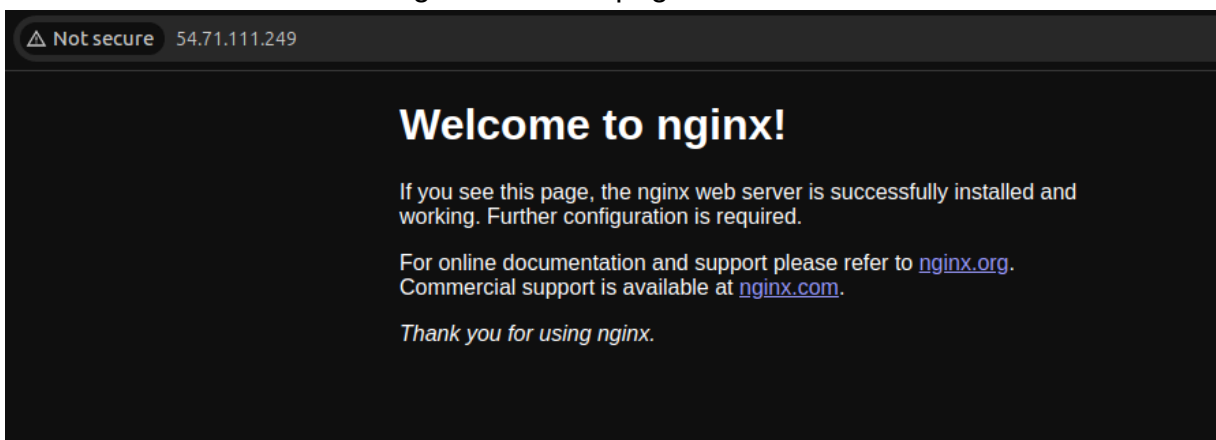 Not secure 54.71.111.249
Welcome to nginx!
If you see this page, the nginx web server is successfully installed and
working. Further configuration is required.
For online documentation and support please refer to nginx.org.
Commercial support is available at nginx.com.
Thank you for using nginx.